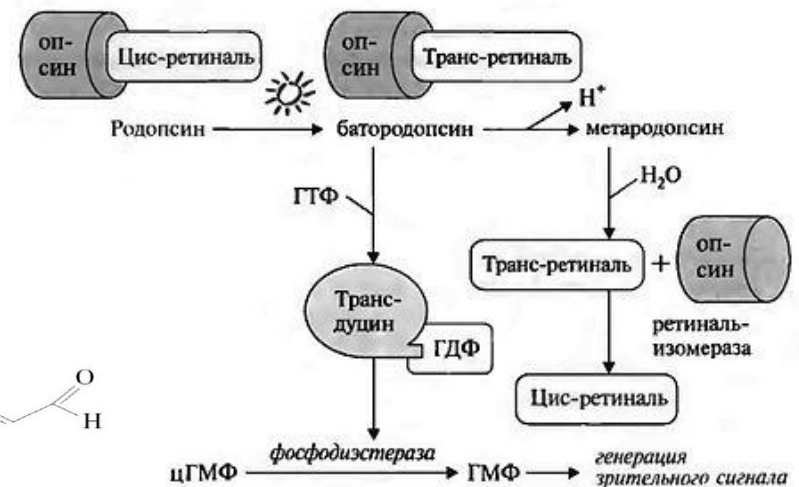 оп-
син
Цис-ретиналь
оп-
син
Транс-ретиналь
H⁺
Родопсин
батородопсин
метародопсин
ГТФ
H₂O
Транс-
дуцин
ГДФ
Транс-ретиналь
+
оп-
син
ретиналь-
изомераза
Цис-ретиналь
O
H
цГМФ
фосфодиэстераза
ГМФ
генерация
зрительного сигнала